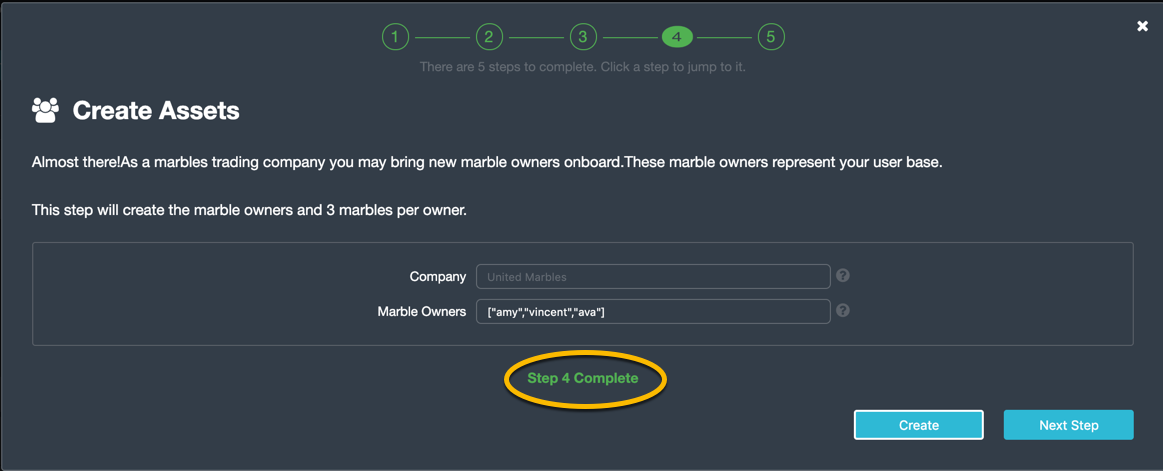 1 2 3 4 5
There are 5 steps to complete. Click a step to jump to it.
Create Assets
Almost there!As a marbles trading company you may bring new marble owners onboard.These marble owners represent your user base.
This step will create the marble owners and 3 marbles per owner.
Company United Marbles ?
Marble Owners ["amy","vincent","ava"] ?
Step 4 Complete
Create Next Step